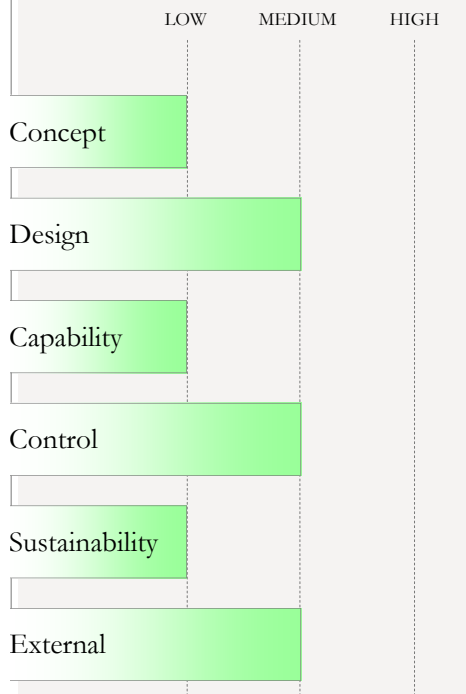 LOW MEDIUM HIGH
Concept
Design
Capability
Control
Sustainability
External